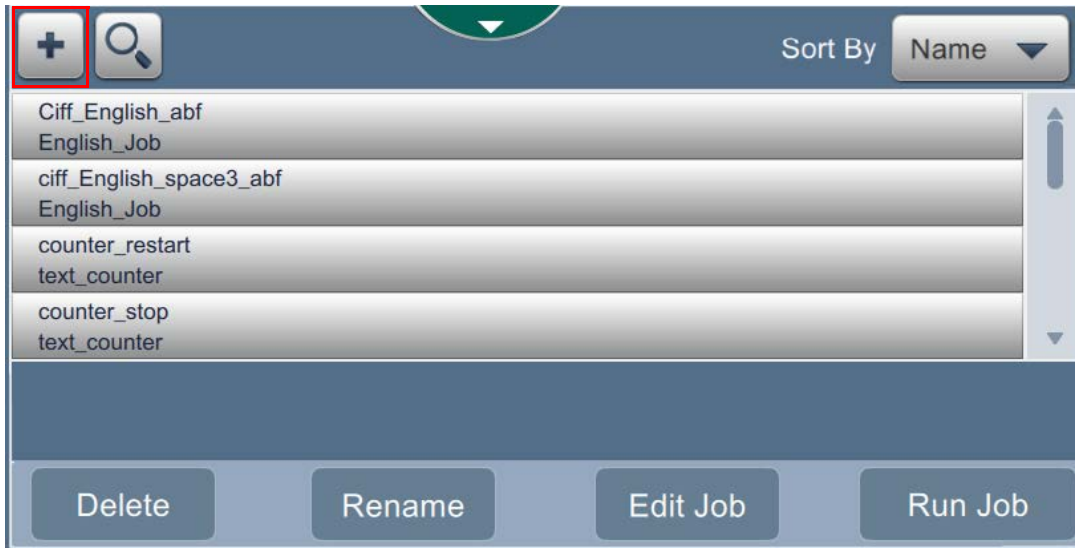 Sort By Name
Ciff_English_abf
English_Job
ciff_English_space3_abf
English_Job
counter_restart
text_counter
counter_stop
text_counter
Delete Rename Edit Job Run Job